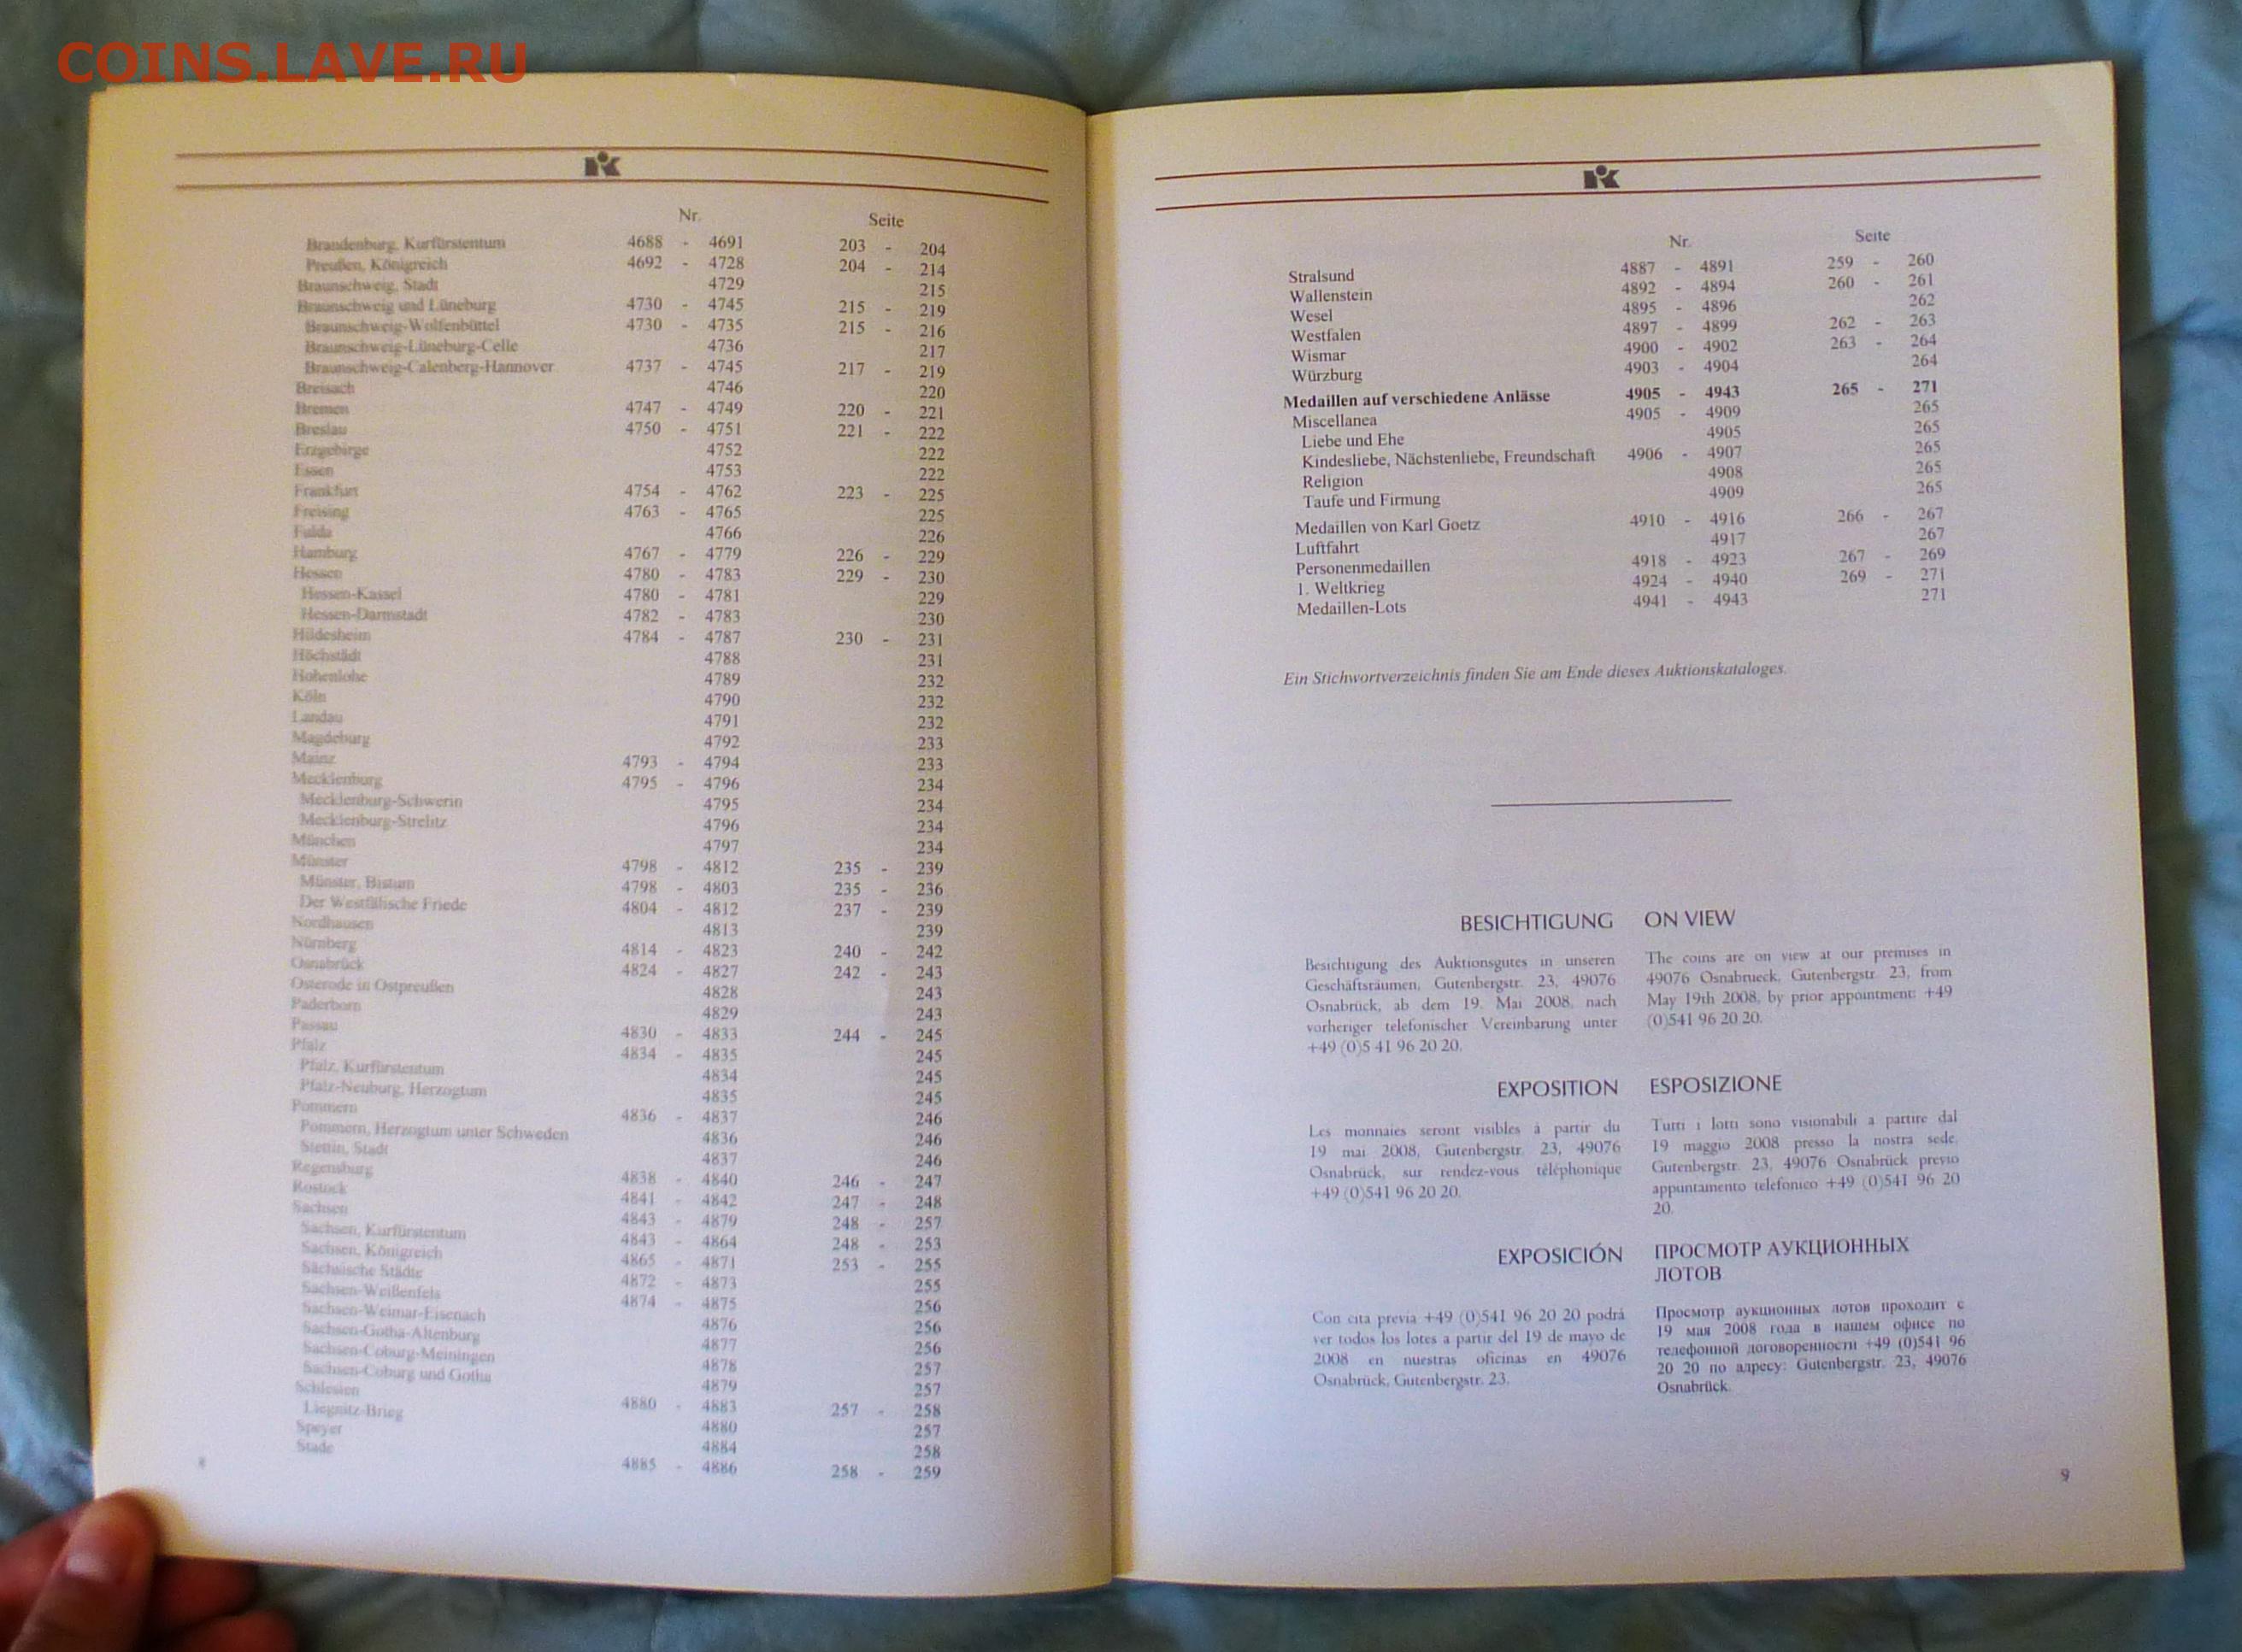 COINS.LAVE.RU
Nr. Seite
Brandenburg, Kurfürstentum 4688 - 4691 203 - 204
Preußen, Königreich 4692 - 4728 204 - 214
Braunschweig, Stadt 4729 215
Braunschweig und Lüneburg 4730 - 4745 215 - 219
Braunschweig-Wolfenbüttel 4730 - 4735 215 - 216
Braunschweig-Lüneburg-Celle 4736 217
Braunschweig-Calenberg-Hannover 4737 - 4745 217 - 219
Breisach 4746 220
Bremen 4747 - 4749 220 - 221
Breslau 4750 - 4751 221 - 222
Erzgebirge 4752 222
Essen 4753 222
Frankfurt 4754 - 4762 223 - 225
Freising 4763 - 4765 225
Fulda 4766 226
Hamburg 4767 - 4779 226 - 229
Hessen 4780 - 4783 229 - 230
Hessen-Kassel 4780 - 4781 229
Hessen-Darmstadt 4782 - 4783 230
Hildesheim 4784 - 4787 230 - 231
Höchstädt 4788 231
Hohenlohe 4789 232
Köln 4790 232
Landau 4791 232
Magdeburg 4792 233
Mainz 4793 - 4794 233
Mecklenburg 4795 - 4796 234
Mecklenburg-Schwerin 4795 234
Mecklenburg-Strelitz 4796 234
München 4797 234
Münster 4798 - 4812 235 - 239
Münster, Bistum 4798 - 4803 235 - 236
Der Westfälische Friede 4804 - 4812 237 - 239
Nordhausen 4813 239
Nürnberg 4814 - 4823 240 - 242
Osnabrück 4824 - 4827 242 - 243
Osterode in Ostpreußen 4828 243
Paderborn 4829 243
Passau 4830 - 4833 244 - 245
Pfalz 4834 - 4835 245
Pfalz, Kurfürstentum 4834 245
Pfalz-Neuburg, Herzogtum 4835 245
Pommern 4836 - 4837 246
Pommern, Herzogtum unter Schweden 4836 246
Stettin, Stadt 4837 246
Regensburg 4838 - 4840 246 - 247
Rostock 4841 - 4842 247 - 248
Sachsen 4843 - 4879 248 - 257
Sachsen, Kurfürstentum 4843 - 4864 248 - 253
Sachsen, Königreich 4865 - 4871 253 - 255
Sächsische Städte 4872 - 4873 255
Sachsen-Weißenfels 4874 - 4875 256
Sachsen-Weimar-Eisenach 4876 256
Sachsen-Gotha-Altenburg 4877 256
Sachsen-Coburg-Meiningen 4878 257
Sachsen-Coburg und Gotha 4879 257
Schlesien 4880 - 4883 257 - 258
Liegnitz-Brieg 4880 257
Speyer 4884 258
Stade 4885 - 4886 258 - 259
8
Nr. Seite
Stralsund 4887 - 4891 259 - 260
Wallenstein 4892 - 4894 260 - 261
Wesel 4895 - 4896 262
Westfalen 4897 - 4899 262 - 263
Wismar 4900 - 4902 263 - 264
Würzburg 4903 - 4904 264
Medaillen auf verschiedene Anlässe 4905 - 4943 265 - 271
Miscellanea 4905 - 4909 265
Liebe und Ehe 4905 265
Kindesliebe, Nächstenliebe, Freundschaft 4906 - 4907 265
Religion 4908 265
Taufe und Firmung 4909 265
Medaillen von Karl Goetz 4910 - 4916 266 - 267
Luftfahrt 4917 267
Personenmedaillen 4918 - 4923 267 - 269
1. Weltkrieg 4924 - 4940 269 - 271
Medaillen-Lots 4941 - 4943 271
Ein Stichwortverzeichnis finden Sie am Ende dieses Auktionskataloges.
BESICHTIGUNG
Besichtigung des Auktionsgutes in unseren
Geschäftsräumen, Gutenbergstr. 23, 49076
Osnabrück, ab dem 19. Mai 2008, nach
vorheriger telefonischer Vereinbarung unter
+49 (0)5 41 96 20 20.
ON VIEW
The coins are on view at our premises in
49076 Osnabrueck, Gutenbergstr. 23, from
May 19th 2008, by prior appointment: +49
(0)541 96 20 20.
EXPOSITION
Les monnaies seront visibles à partir du
19 mai 2008, Gutenbergstr. 23, 49076
Osnabrück, sur rendez-vous téléphonique
+49 (0)541 96 20 20.
ESPOSIZIONE
Tutti i lotti sono visionabili a partire dal
19 maggio 2008 presso la nostra sede,
Gutenbergstr. 23, 49076 Osnabrück previo
appuntamento telefonico +49 (0)541 96 20
20.
EXPOSICIÓN
Con cita previa +49 (0)541 96 20 20 podrá
ver todos los lotes a partir del 19 de mayo de
2008 en nuestras oficinas en 49076
Osnabrück, Gutenbergstr. 23.
ПРОСМОТР АУКЦИОННЫХ
ЛОТОВ
Просмотр аукционных лотов проходит с
19 мая 2008 года в нашем офисе по
телефонной договоренности +49 (0)541 96
20 20 по адресу: Gutenbergstr. 23, 49076
Osnabrück.
9